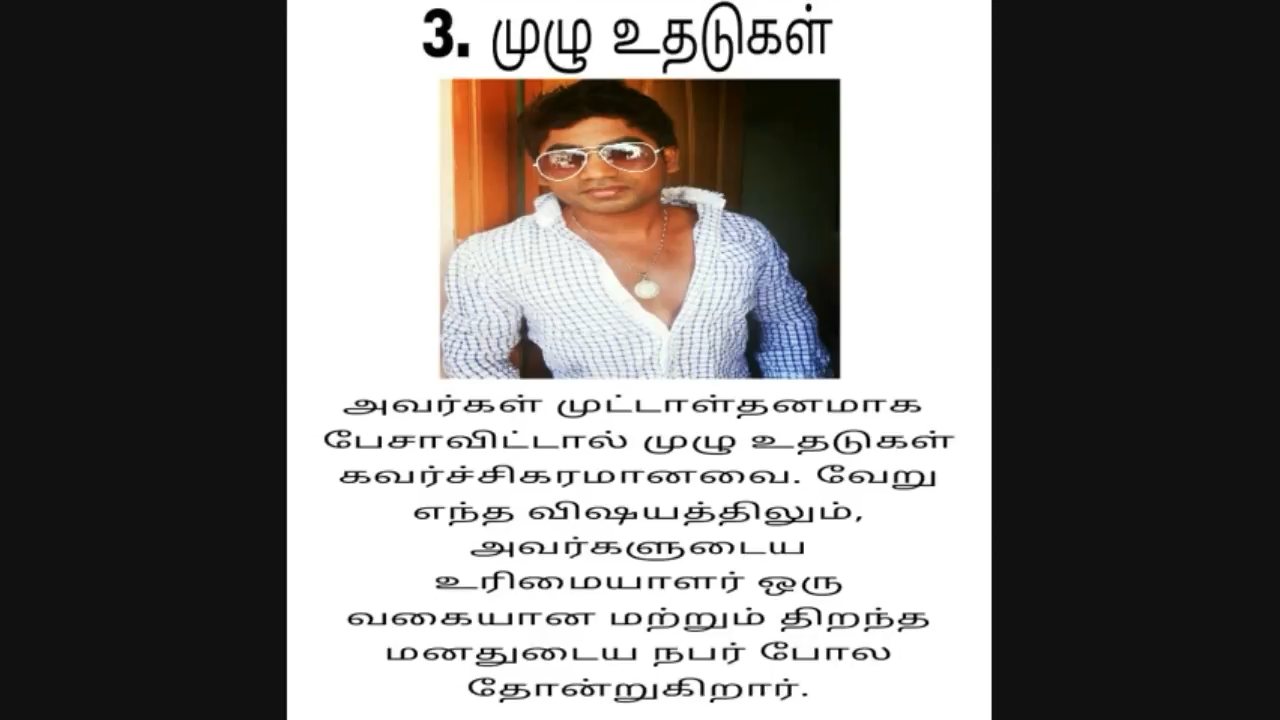 3. முழு உதடுகள்
அவர்கள் முட்டாள்தனமாக
பேசாவிட்டால் முழு உதடுகள்
கவர்ச்சிகரமானவை. வேறு
எந்த விஷயத்திலும்,
அவர்களுடைய
உரிமையாளர் ஒரு
வகையான மற்றும் திறந்த
மனதுடைய நபர் போல
தோன்றுகிறார்.